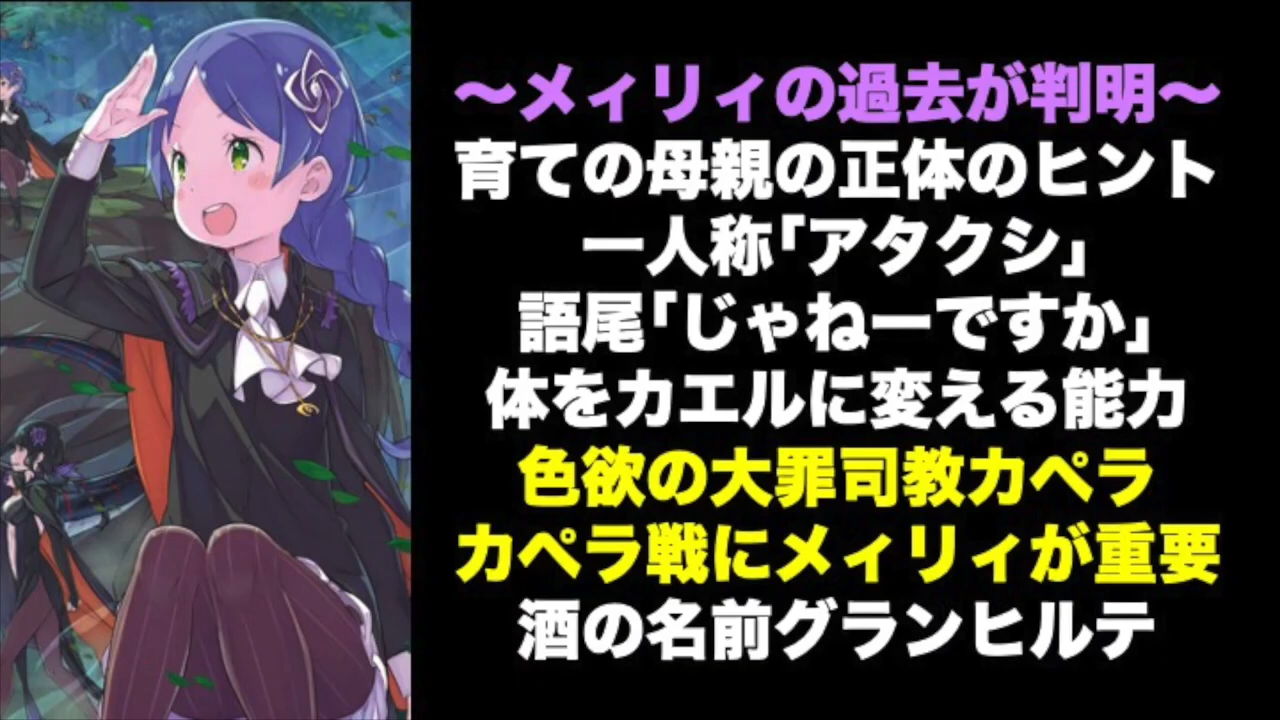 〜メィリィの過去が判明〜
育ての母親の正体のヒント
一人称｢アタクシ｣
語尾｢じゃねーですか｣
体をカエルに変える能力
色欲の大罪司教カペラ
カペラ戦にメィリィが重要
酒の名前グランヒルテ